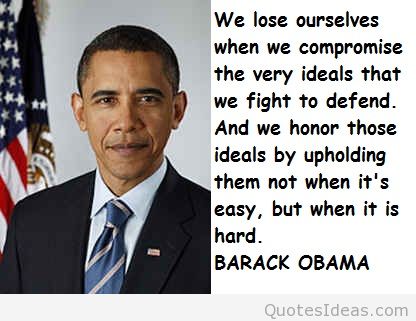 We lose ourselves
when we compromise
the very ideals that
we fight to defend.
And we honor those
ideals by upholding
them not when it's
easy, but when it is
hard.
BARACK OBAMA
QuotesIdeas.com